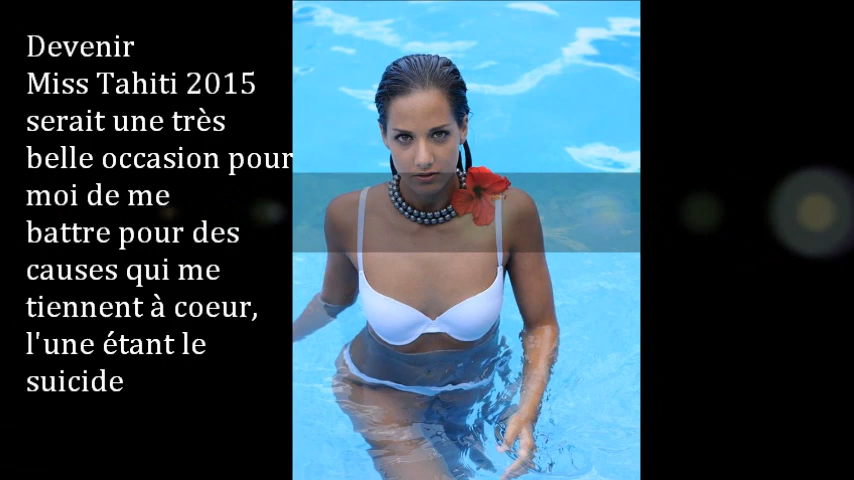 Devenir
Miss Tahiti 2015
serait une très
belle occasion pour
moi de me
battre pour des
causes qui me
tiennent à coeur,
l'une étant le
suicide